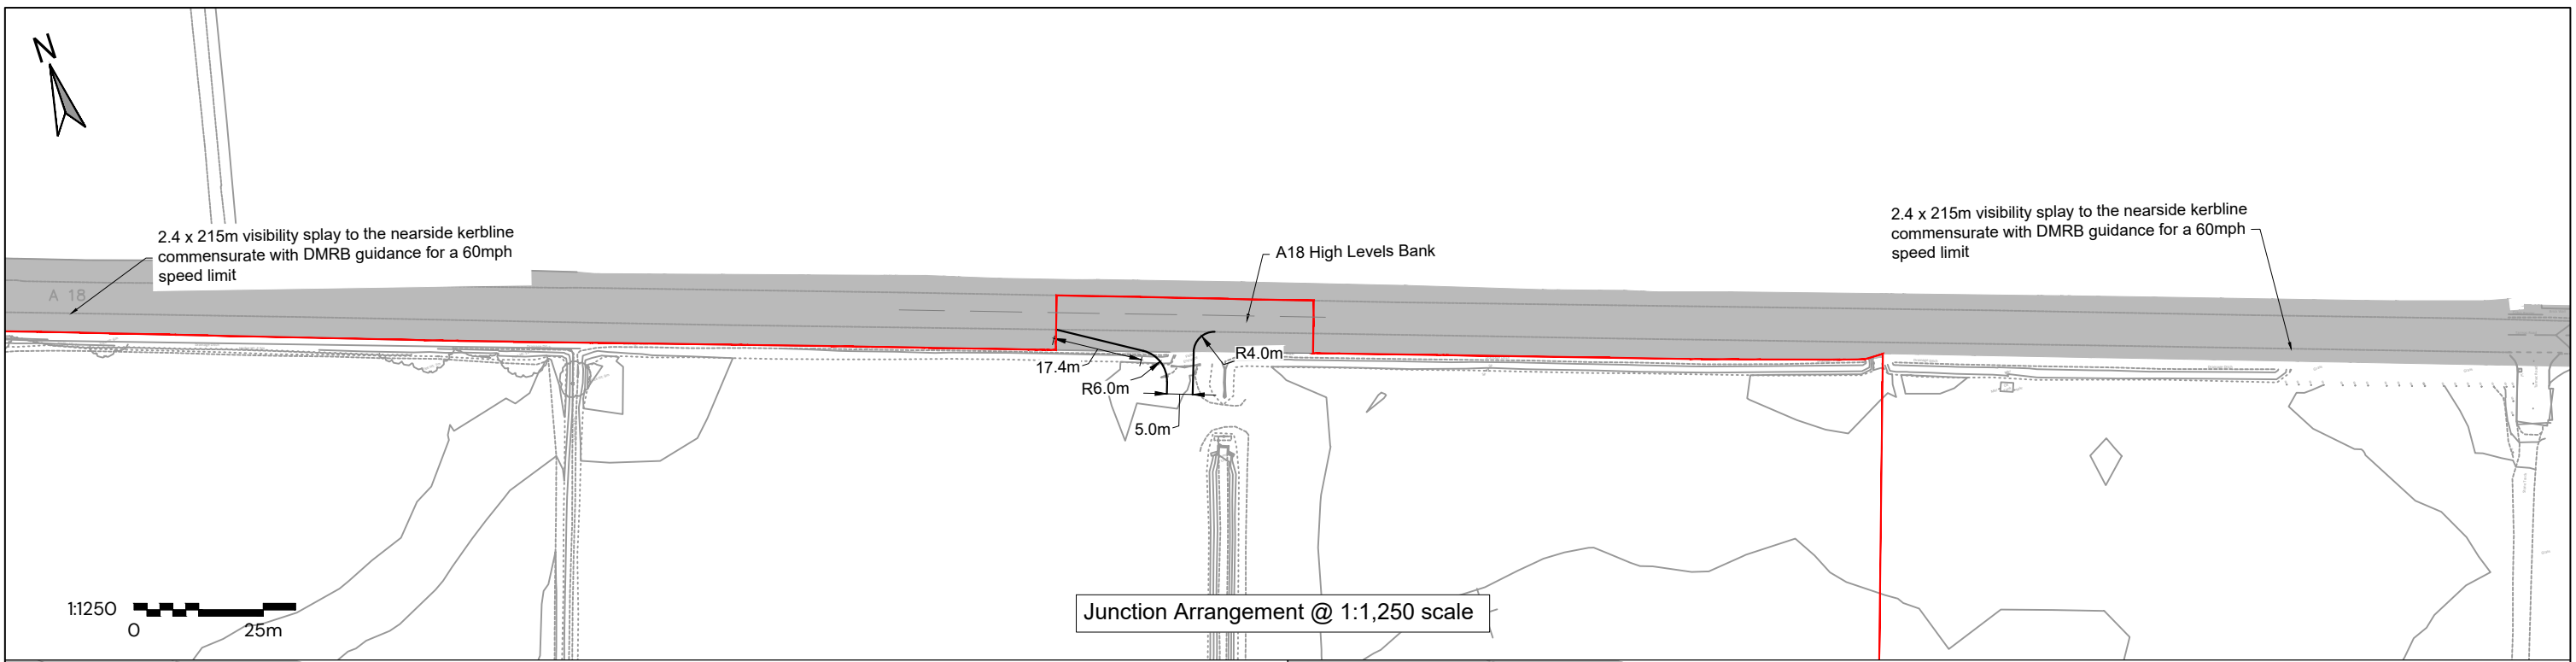 N
2.4 x 215m visibility splay to the nearside kerbline
commensurate with DMRB guidance for a 60mph
speed limit
2.4 x 215m visibility splay to the nearside kerbline
commensurate with DMRB guidance for a 60mph
speed limit
A18 High Levels Bank
A 18
17.4m
R4.0m
R6.0m
5.0m
1:1250
0
25m
Junction Arrangement @ 1:1,250 scale